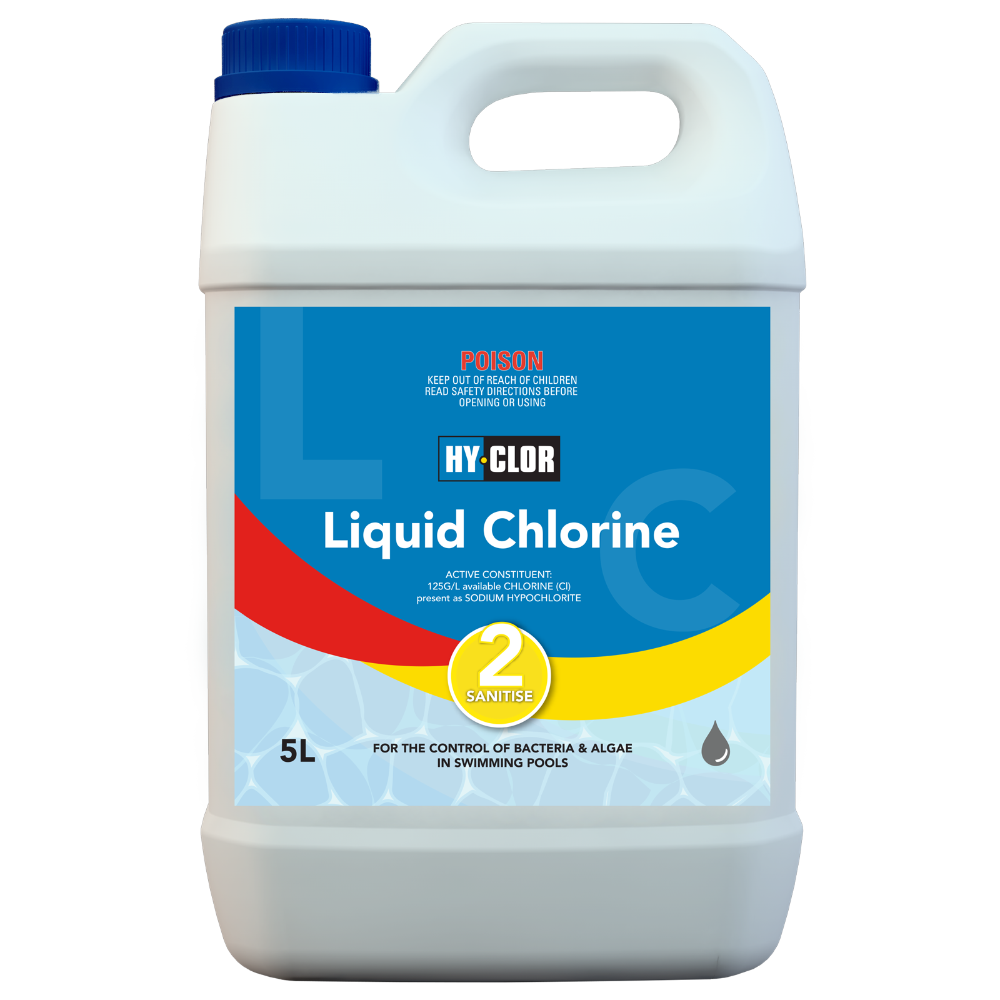 L
POISON
KEEP OUT OF REACH OF CHILDREN
READ SAFETY DIRECTIONS BEFORE
OPENING OR USING
HY•CLOR
C
Liquid Chlorine
ACTIVE CONSTITUENT:
125G/L available CHLORINE (Cl)
present as SODIUM HYPOCHLORITE
2
SANITISE
5L
FOR THE CONTROL OF BACTERIA & ALGAE
IN SWIMMING POOLS